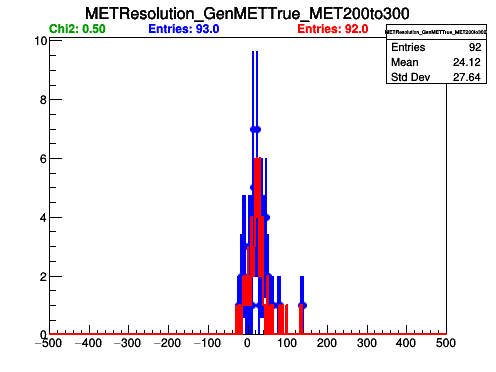 METResolution_GenMETTrue_MET200to300
Chi2: 0.50 Entries: 93.0 Entries: 92.0
METResolution_GenMETTrue_MET200to300
Entries 92
Mean 24.12
Std Dev 27.64
10
8
6
4
2
0
−500 −400 −300 −200 −100 0 100 200 300 400 500